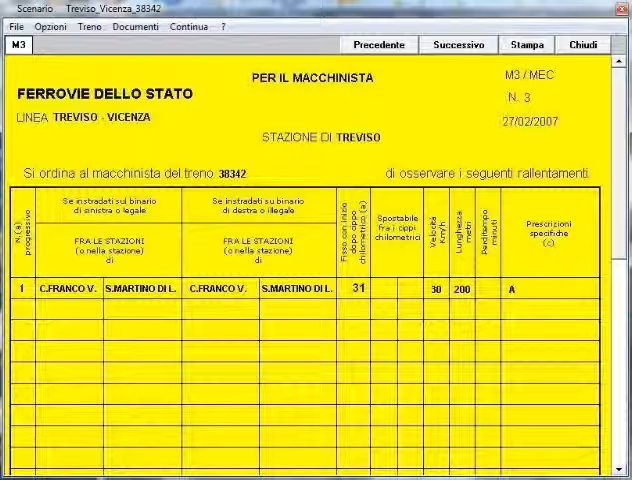 Scenario Treviso_Vicenza_38342
File Opzioni Treno Documenti Continua ?
M3 Precedente Successivo Stampa Chiudi
PER IL MACCHINISTA
M3 / MEC
FERROVIE DELLO STATO
N. 3
LINEA TREVISO - VICENZA
27/02/2007
STAZIONE DI TREVISO
Si ordina al macchinista del treno 38342 di osservare i seguenti rallentamenti
N.(a)
progressivo
Se instradati sul binario
di sinistra o legale
FRA LE STAZIONI
(o nella stazione)
di
Se instradati su binario
di destra o illegale
FRA LE STAZIONI
(o nella stazione)
di
Fisso con inizio
dopo cippo
chilometrico (a)
Spostabile
fra i cippi
chilometrici
Velocità
Km/h
Lunghezza
metri
Perditempo
minuti
Prescrizioni
specifiche
(c)
1 C.FRANCO V. S.MARTINO DI L. C.FRANCO V. S.MARTINO DI L. 31 30 200 A